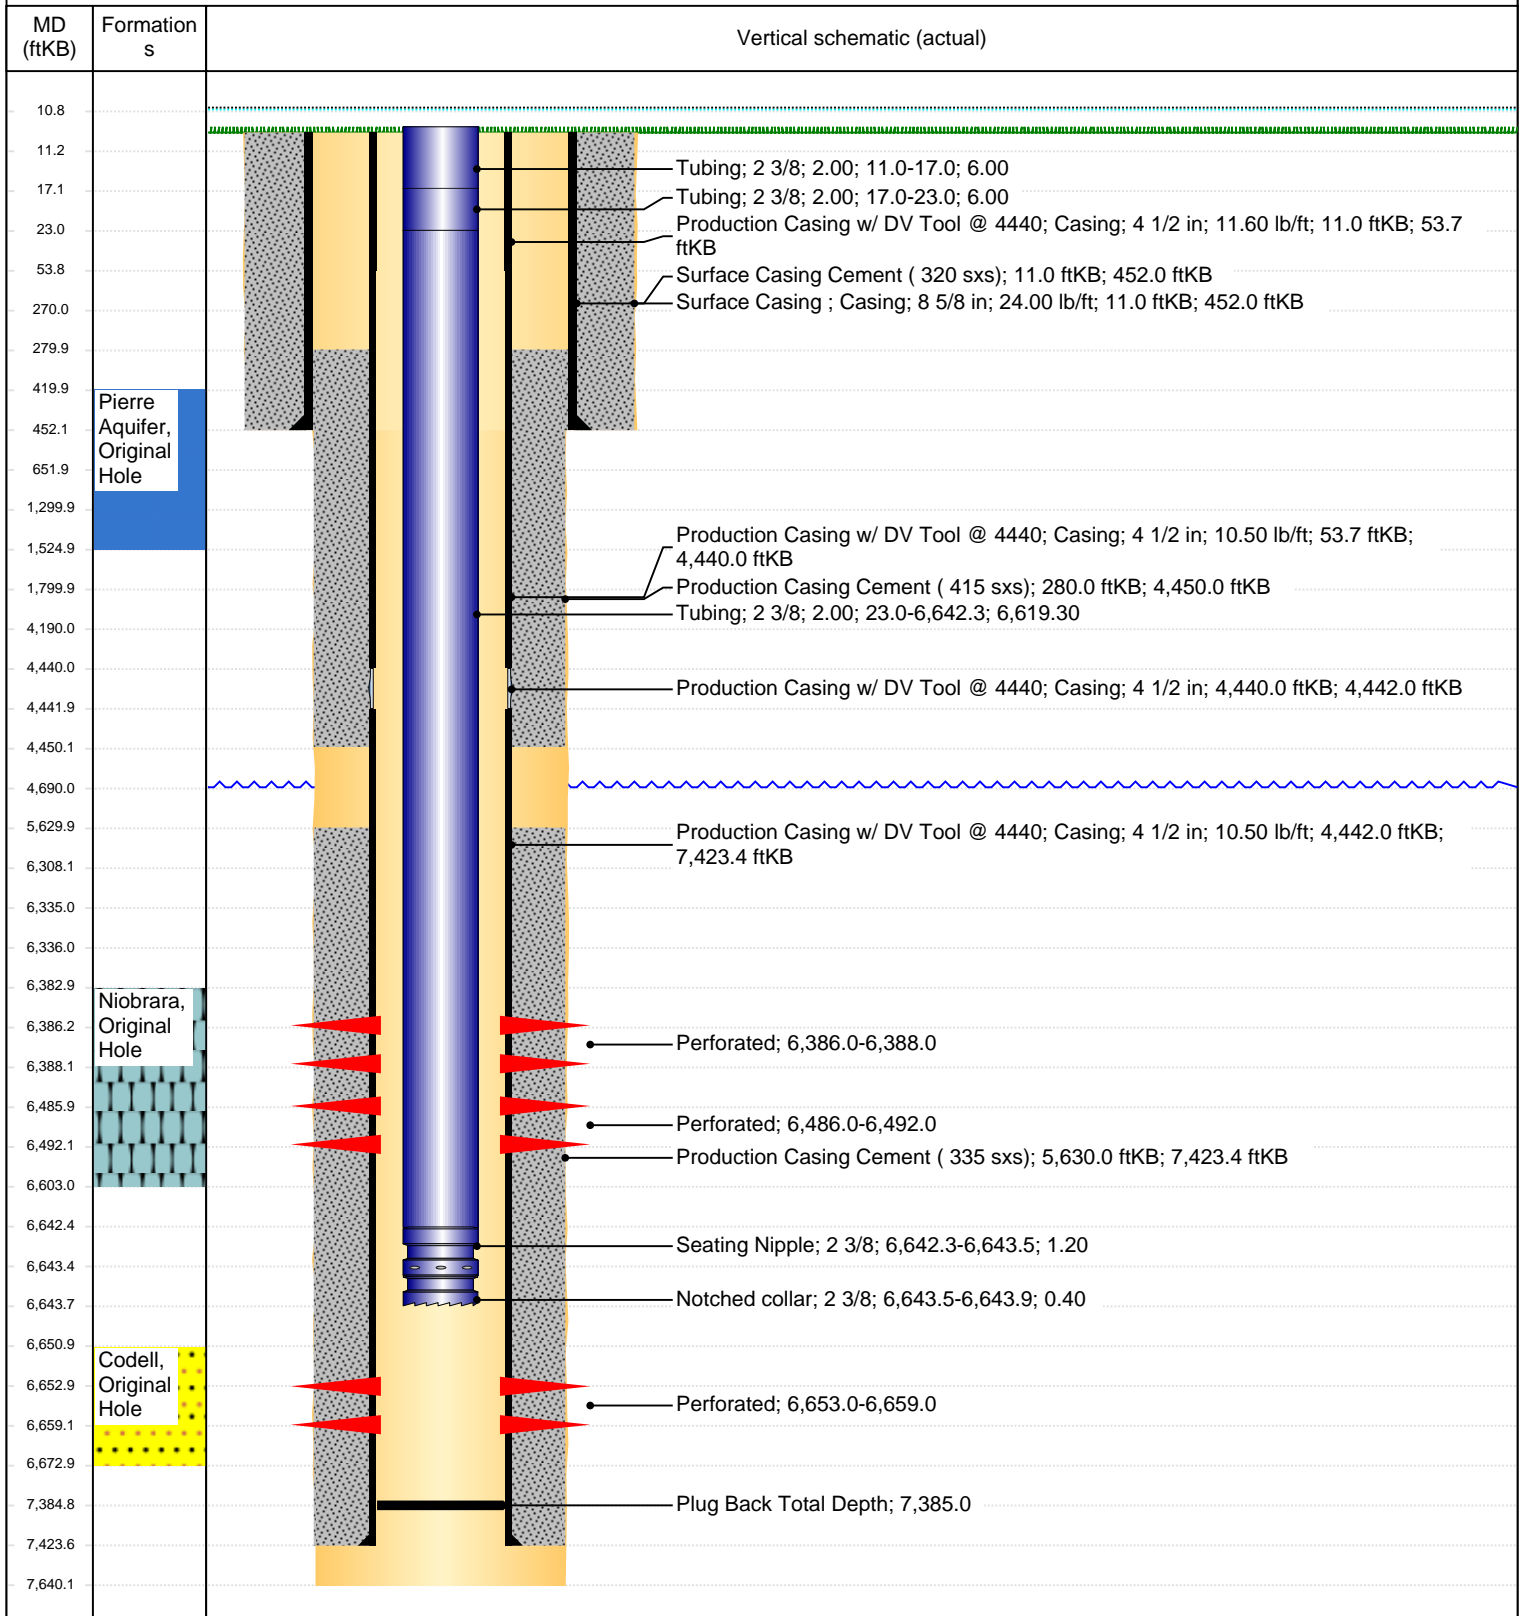 MD
(ftKB)
Formation
s
Vertical schematic (actual)
10.8
11.2
17.1
23.0
53.8
270.0
279.9
419.9
452.1
651.9
1,299.9
1,524.9
1,799.9
4,190.0
4,440.0
4,441.9
4,450.1
4,690.0
5,629.9
6,308.1
6,335.0
6,336.0
6,382.9
6,386.2
6,388.1
6,485.9
6,492.1
6,603.0
6,642.4
6,643.4
6,643.7
6,650.9
6,652.9
6,659.1
6,672.9
7,384.8
7,423.6
7,640.1
Pierre
Aquifer,
Original
Hole
Niobrara,
Original
Hole
Codell,
Original
Hole
Tubing; 2 3/8; 2.00; 11.0-17.0; 6.00
Tubing; 2 3/8; 2.00; 17.0-23.0; 6.00
Production Casing w/ DV Tool @ 4440; Casing; 4 1/2 in; 11.60 lb/ft; 11.0 ftKB; 53.7
ftKB
Surface Casing Cement ( 320 sxs); 11.0 ftKB; 452.0 ftKB
Surface Casing ; Casing; 8 5/8 in; 24.00 lb/ft; 11.0 ftKB; 452.0 ftKB
Production Casing w/ DV Tool @ 4440; Casing; 4 1/2 in; 10.50 lb/ft; 53.7 ftKB;
4,440.0 ftKB
Production Casing Cement ( 415 sxs); 280.0 ftKB; 4,450.0 ftKB
Tubing; 2 3/8; 2.00; 23.0-6,642.3; 6,619.30
Production Casing w/ DV Tool @ 4440; Casing; 4 1/2 in; 4,440.0 ftKB; 4,442.0 ftKB
Production Casing w/ DV Tool @ 4440; Casing; 4 1/2 in; 10.50 lb/ft; 4,442.0 ftKB;
7,423.4 ftKB
Perforated; 6,386.0-6,388.0
Perforated; 6,486.0-6,492.0
Production Casing Cement ( 335 sxs); 5,630.0 ftKB; 7,423.4 ftKB
Seating Nipple; 2 3/8; 6,642.3-6,643.5; 1.20
Notched collar; 2 3/8; 6,643.5-6,643.9; 0.40
Perforated; 6,653.0-6,659.0
Plug Back Total Depth; 7,385.0